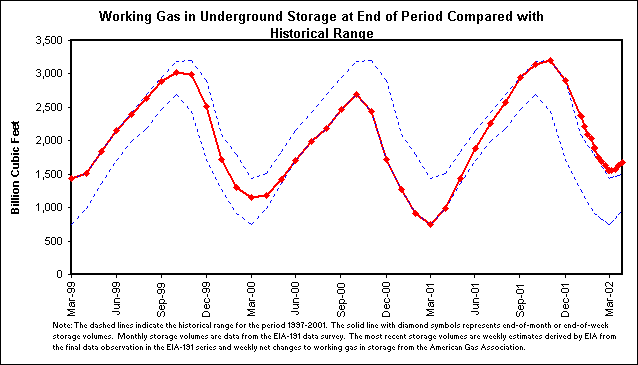 Working Gas in Underground Storage at End of Period Compared with
Historical Range
3,500
3,000
2,500
2,000
1,500
1,000
500
0
Billion Cubic Feet
Mar-99
Jun-99
Sep-99
Dec-99
Mar-00
Jun-00
Sep-00
Dec-00
Mar-01
Jun-01
Sep-01
Dec-01
Mar-02
Note: The dashed lines indicate the historical range for the period 1997-2001. The solid line with diamond symbols represents end-of-month or end-of-week
storage volumes. Monthly storage volumes are data from the EIA-191 data survey. The most recent storage volumes are weekly estimates derived by EIA from
the final data observation in the EIA-191 series and weekly net changes to working gas in storage from the American Gas Association.